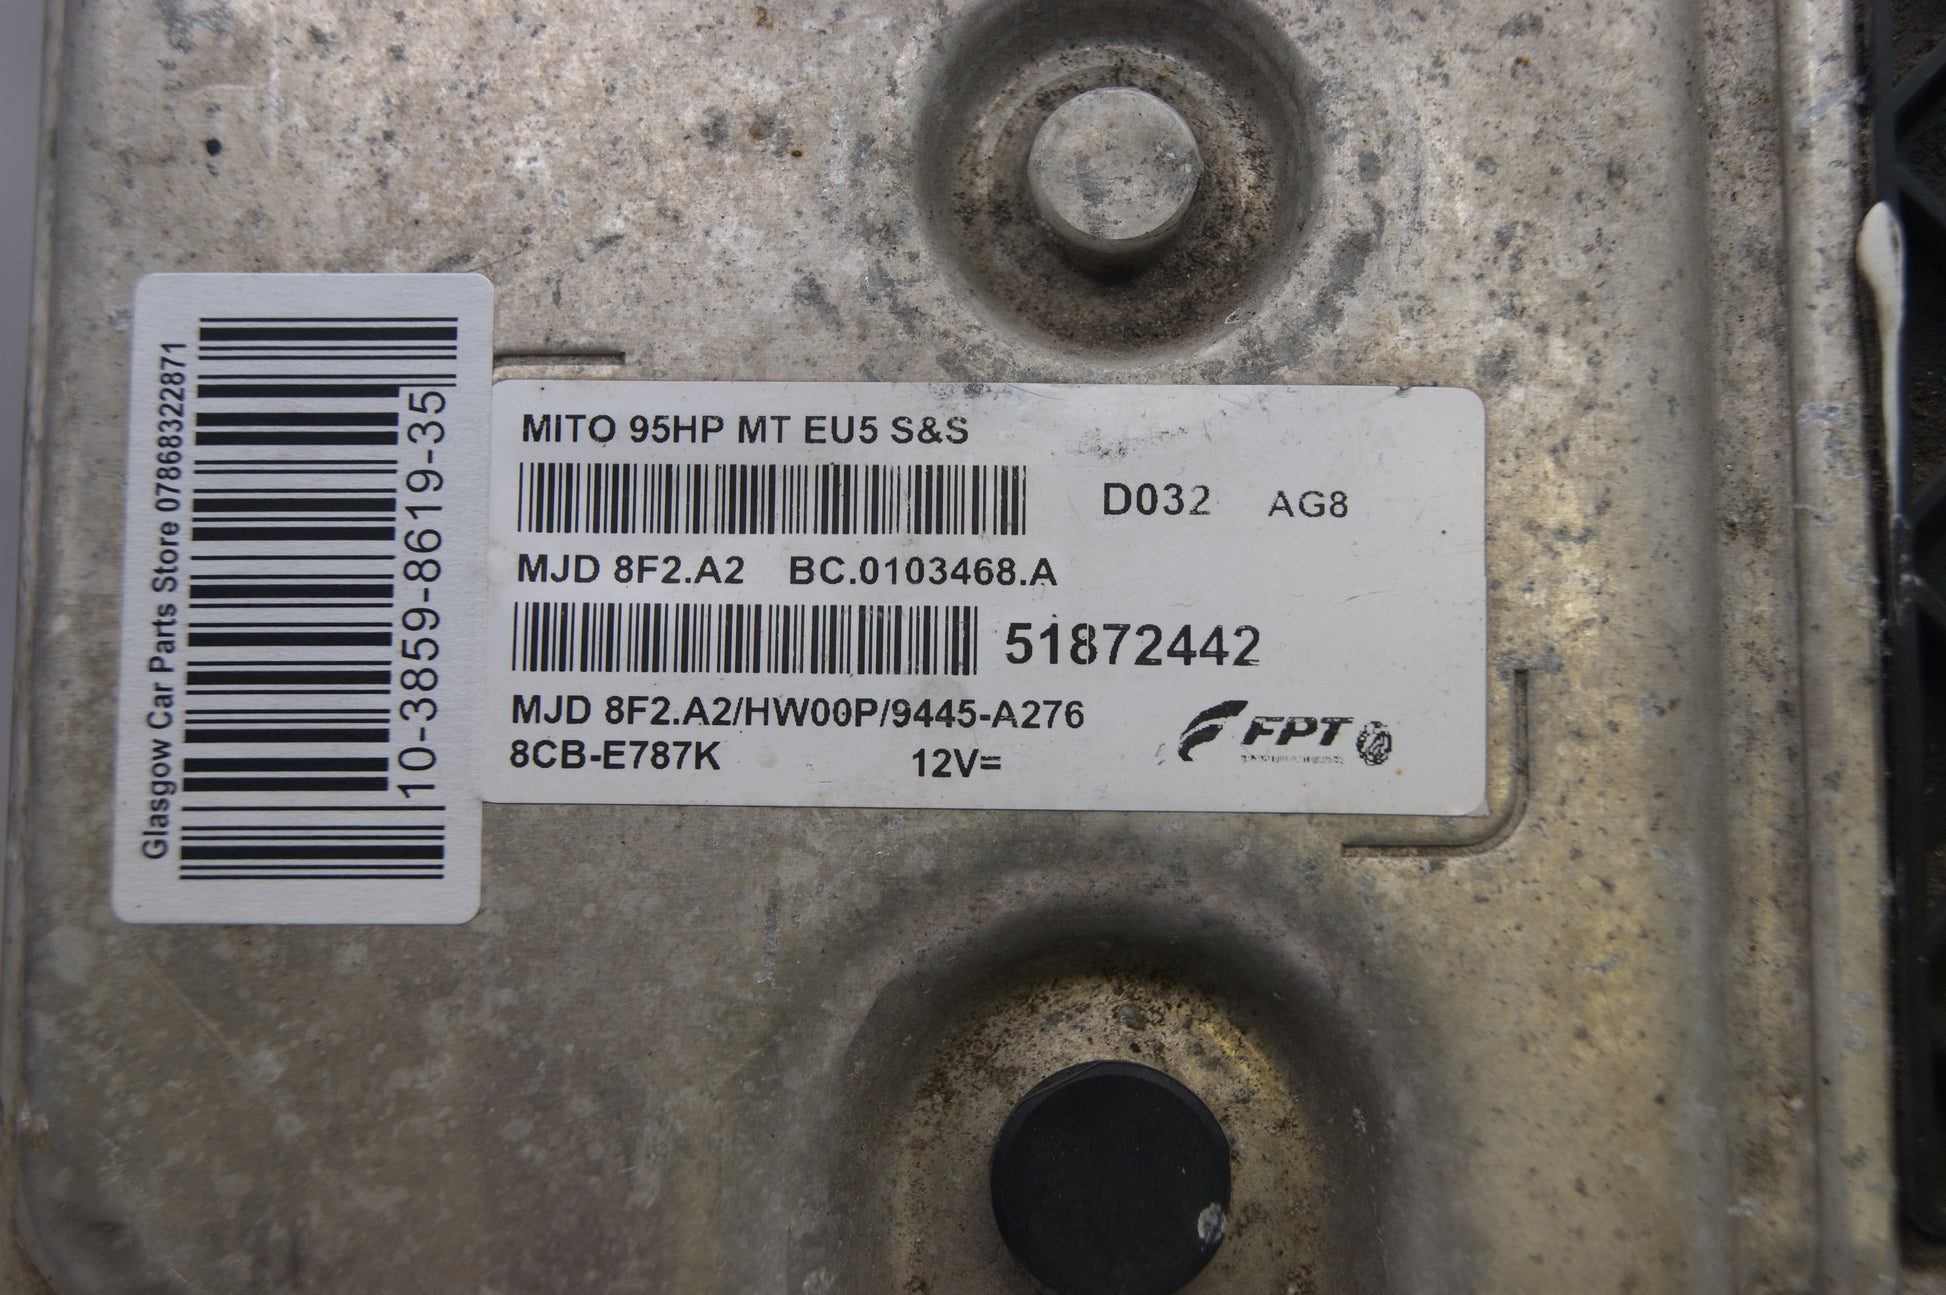 Glasgow Car Parts Store 07868322871
10-3859-8619-35
MITO 95HP MT EU5 S&S
D032 AG8
MJD 8F2.A2 BC.0103468.A
51872442
MJD 8F2.A2/HW00P/9445-A276
8CB-E787K 12V=
FPT